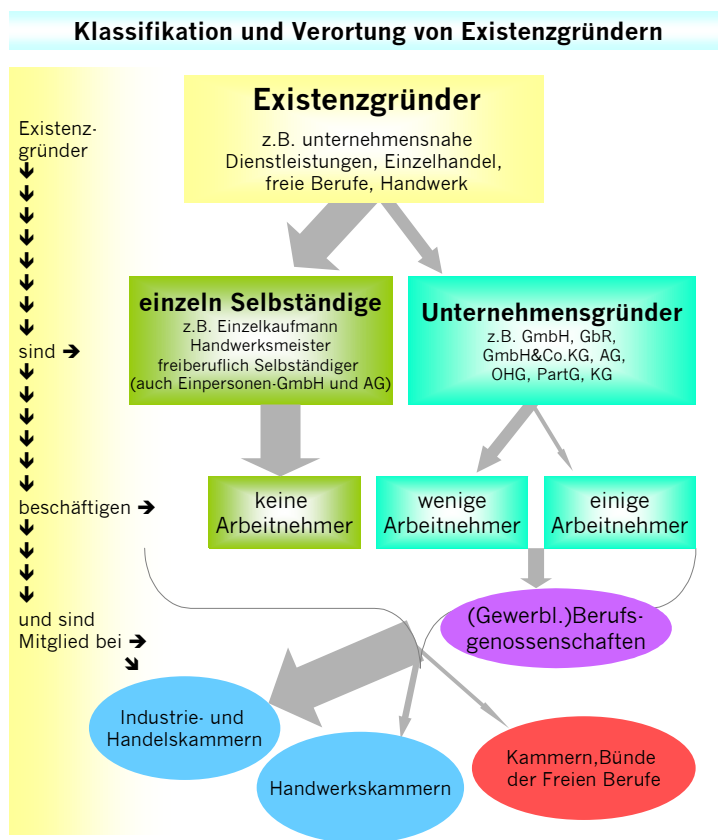 Klassifikation und Verortung von Existenzgründern
Existenzgründer
z.B. unternehmensnahe
Dienstleistungen, Einzelhandel,
freie Berufe, Handwerk
Existenz-
gründer
einzeln Selbständige
z.B. Einzelkaufmann
Handwerksmeister
freiberuflich Selbständiger
(auch Einpersonen-GmbH und AG)
Unternehmensgründer
z.B. GmbH, GbR,
GmbH&Co.KG, AG,
OHG, PartG, KG
sind
keine
Arbeitnehmer
wenige
Arbeitnehmer
einige
Arbeitnehmer
beschäftigen
(Gewerbl.)Berufs-
genossenschaften
und sind
Mitglied bei
Industrie- und
Handelskammern
Handwerkskammern
Kammern,Bünde
der Freien Berufe